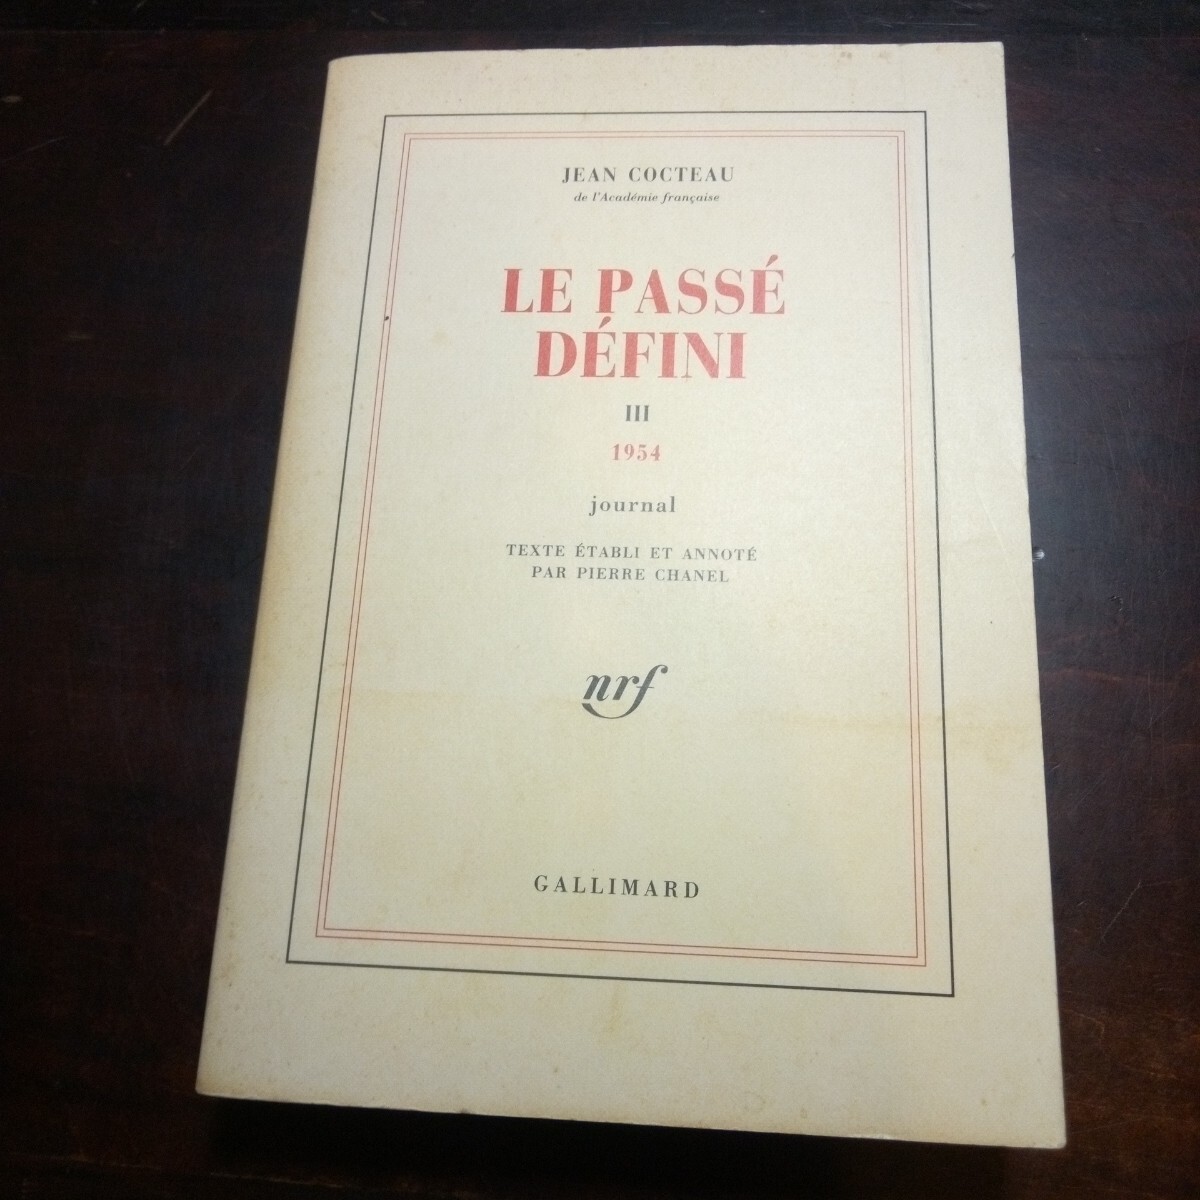 JEAN COCTEAU
de l'Académie française
LE PASSÉ
DÉFINI
III
1954
journal
TEXTE ÉTABLI ET ANNOTÉ
PAR PIERRE CHANEL
nrf
GALLIMARD